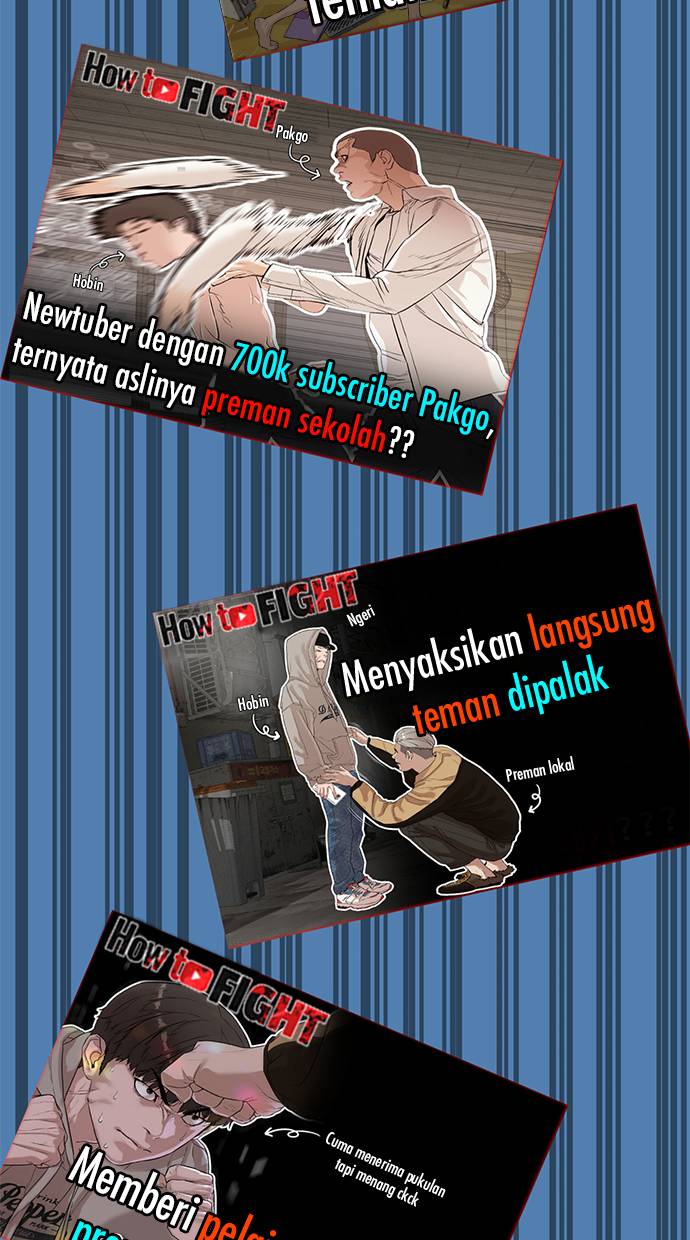 Teman
How to FIGHT
Pakgo
Hobin
Newtuber dengan 700k subscriber Pakgo,
ternyata aslinya preman sekolah??
How to FIGHT
Ngeri
Menyaksikan langsung
teman dipalak
Hobin
Preman lokal
???
How to FIGHT
Cuma menerima pukulan
tapi menang ckck
Memberi